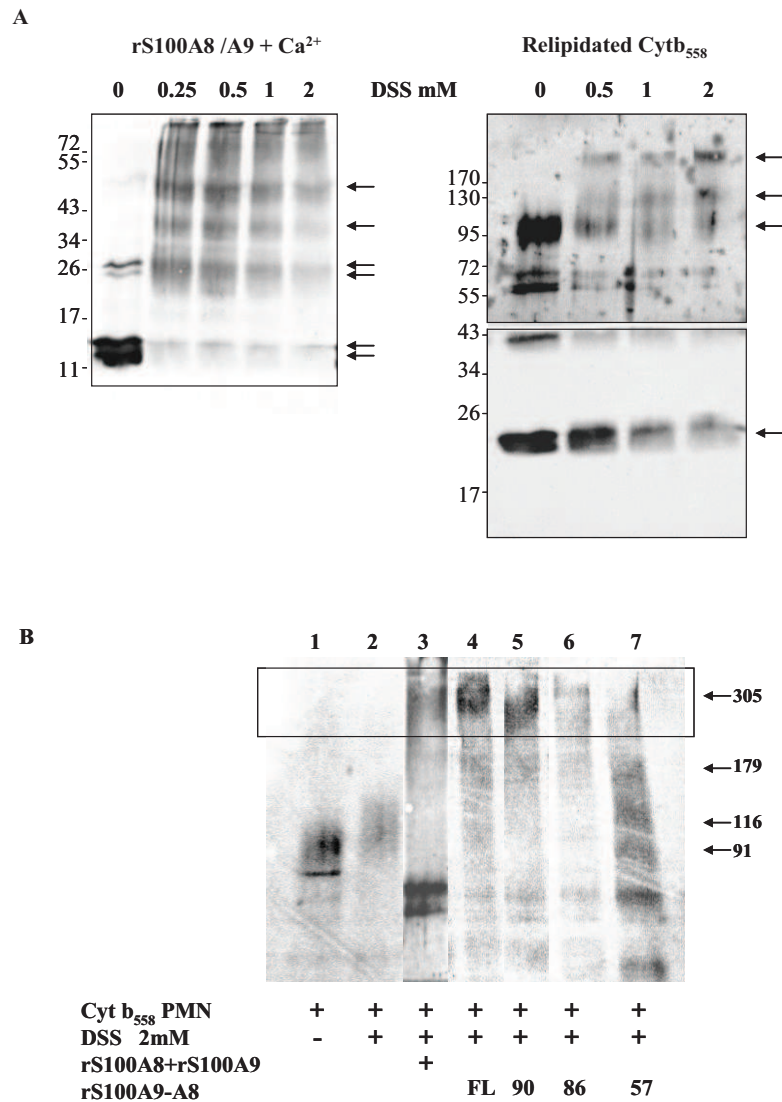 A
rS100A8 /A9 + Ca2+
Relipidated Cytb558
0 0.25 0.5 1 2 DSS mM 0 0.5 1 2
72
55
43
34
26
17
11
170
130
95
72
55
43
34
26
17
B
1 2 3 4 5 6 7
305
179
116
91
Cyt b558 PMN + + + + + + +
DSS 2mM - + + + + + +
rS100A8+rS100A9 +
rS100A9-A8 FL 90 86 57